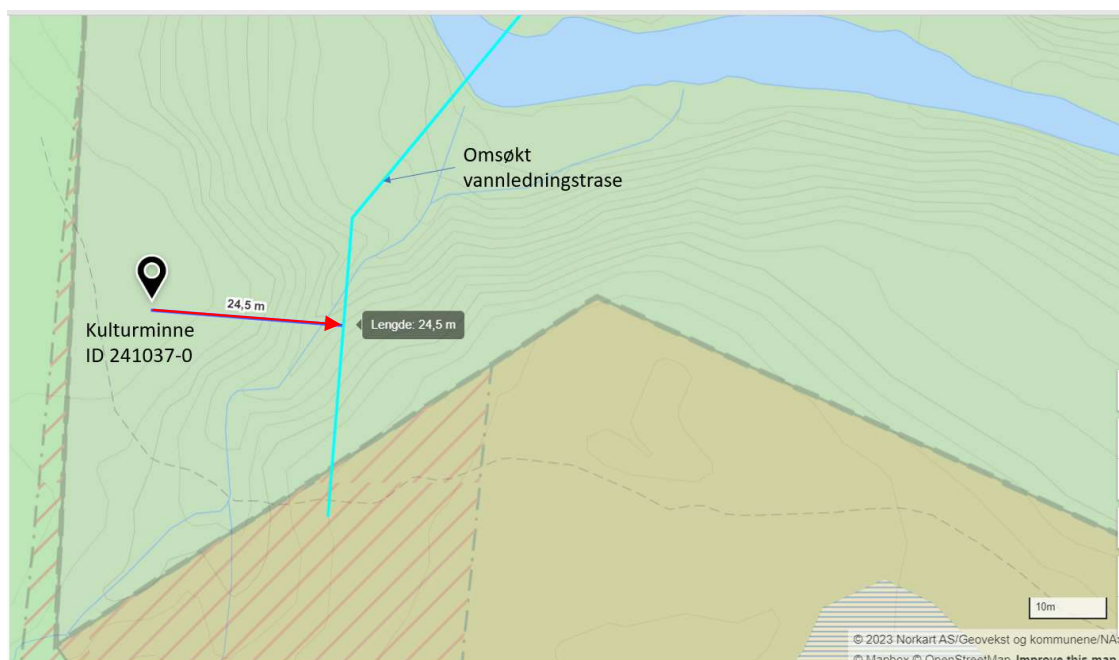 Omsøkt
vannledningstrase
24,5 m
Lengde: 24,5 m
Kulturminne
ID 241037-0
10m
© 2023 Norkart AS/Geovekst og kommunene/NA
© Mapbox © OpenStreetMap Improve this map